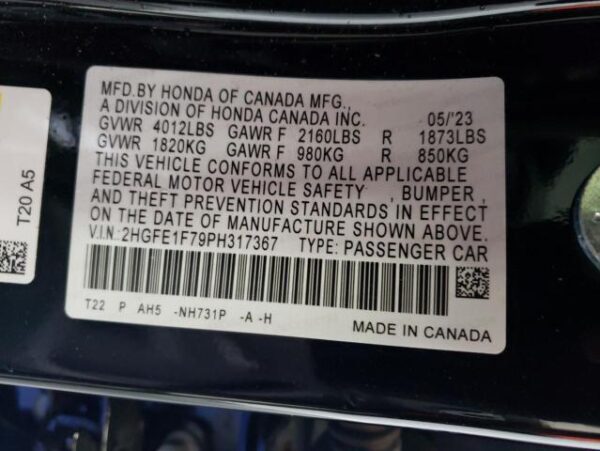 MFD. BY HONDA OF CANADA MFG.,
A DIVISION OF HONDA CANADA INC. 05/'23
GVWR 4012LBS GAWR F 2160LBS R 1873LBS
GVWR 1820KG GAWR F 980KG R 850KG
THIS VEHICLE CONFORMS TO ALL APPLICABLE
FEDERAL MOTOR VEHICLE SAFETY , BUMPER ,
AND THEFT PREVENTION STANDARDS IN EFFECT
ON THE DATE OF MANUFACTURE SHOWN ABOVE.
V.I.N: 2HGFE1F79PH317367 TYPE: PASSENGER CAR
T22 P AH5 -NH731P -A -H
MADE IN CANADA
T20 A5